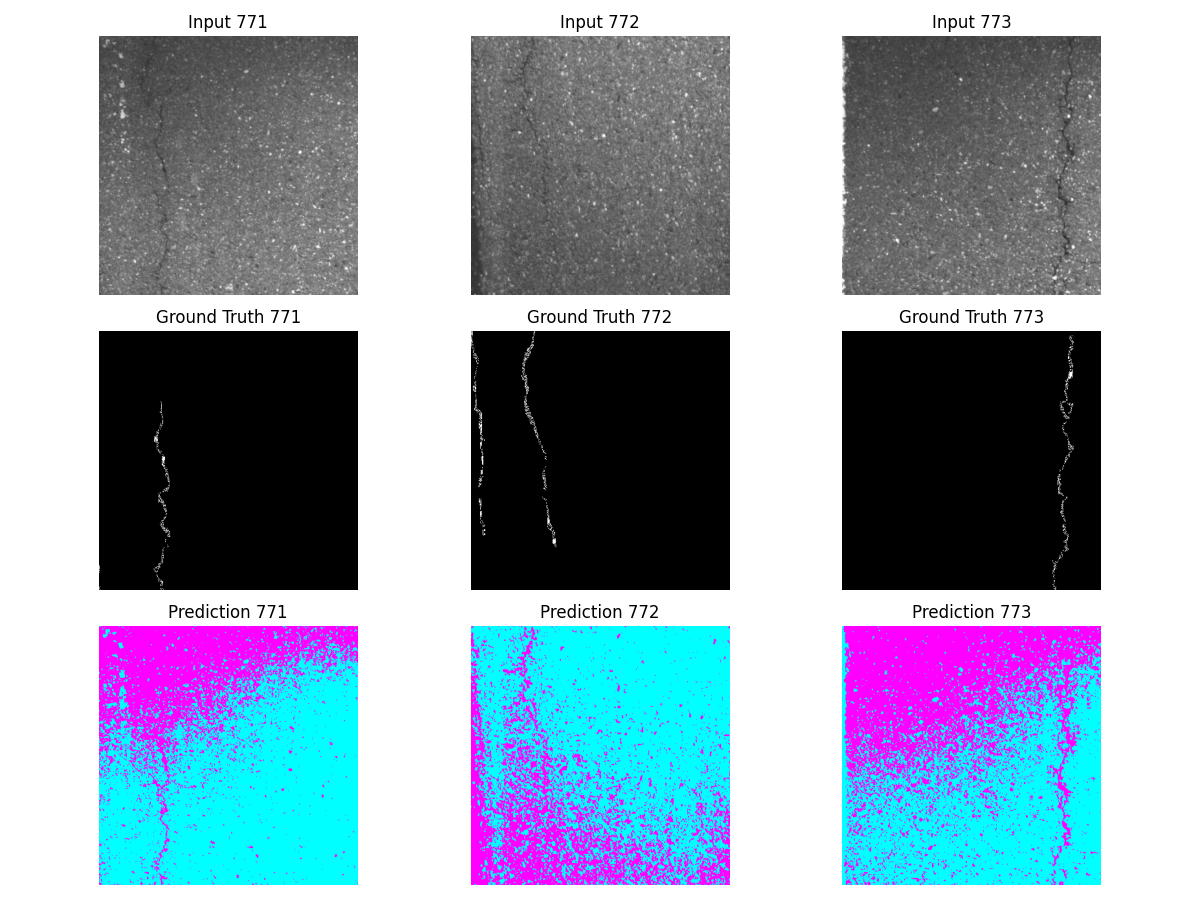 Input 771
Input 772
Input 773
Ground Truth 771
Ground Truth 772
Ground Truth 773
Prediction 771
Prediction 772
Prediction 773